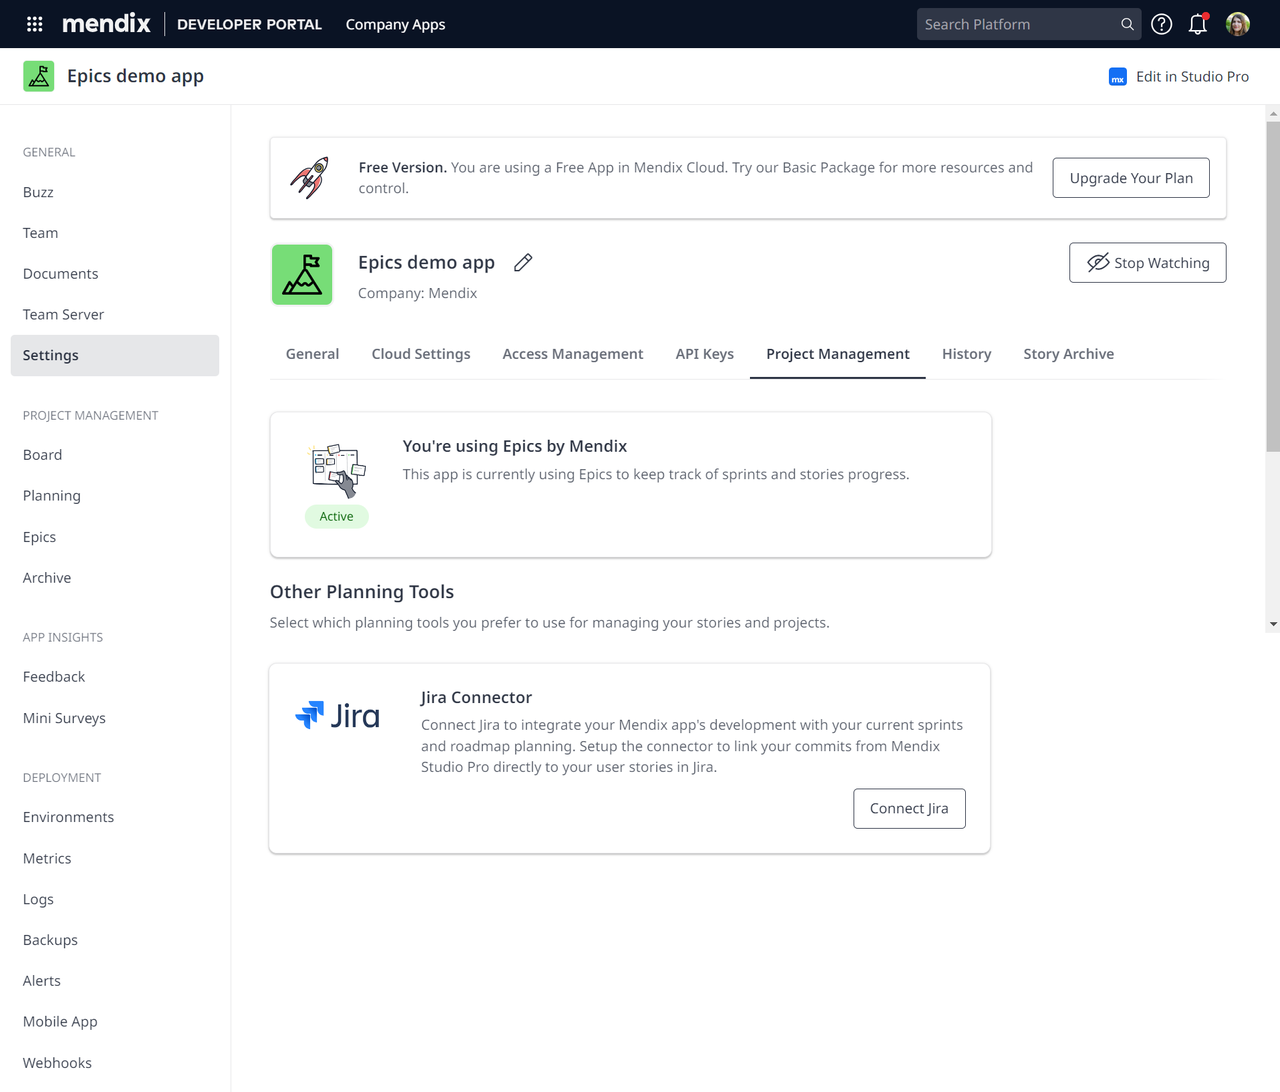 mendix
DEVELOPER PORTAL
Company Apps
Search Platform
Epics demo app
mx
Edit in Studio Pro
GENERAL
Buzz
Team
Documents
Team Server
Settings
PROJECT MANAGEMENT
Board
Planning
Epics
Archive
APP INSIGHTS
Feedback
Mini Surveys
DEPLOYMENT
Environments
Metrics
Logs
Backups
Alerts
Mobile App
Webhooks
Free Version. You are using a Free App in Mendix Cloud. Try our Basic Package for more resources and
control.
Upgrade Your Plan
Epics demo app
Company: Mendix
Stop Watching
General
Cloud Settings
Access Management
API Keys
Project Management
History
Story Archive
You're using Epics by Mendix
This app is currently using Epics to keep track of sprints and stories progress.
Active
Other Planning Tools
Select which planning tools you prefer to use for managing your stories and projects.
Jira
Jira Connector
Connect Jira to integrate your Mendix app's development with your current sprints
and roadmap planning. Setup the connector to link your commits from Mendix
Studio Pro directly to your user stories in Jira.
Connect Jira